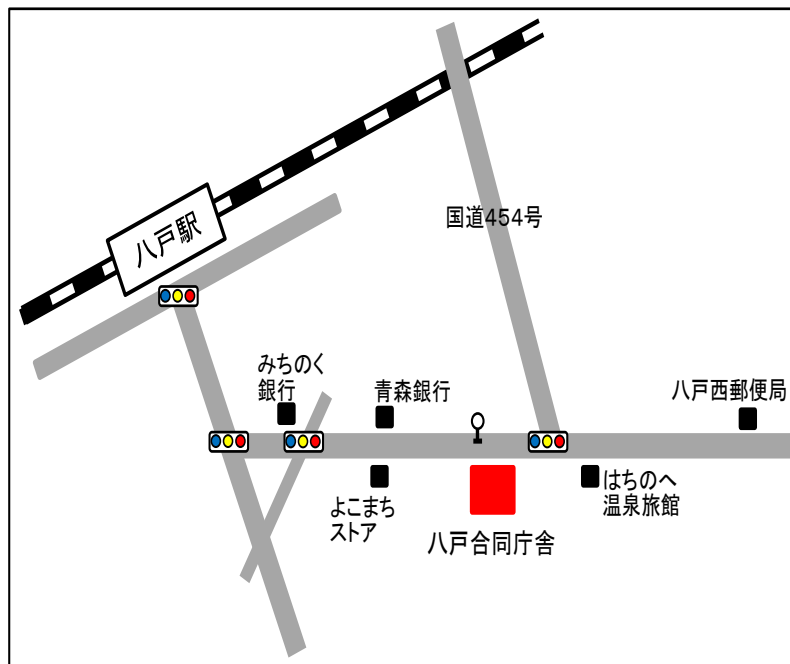 八戸駅
国道454号
みちのく
銀行
青森銀行
八戸西郵便局
よこまち
ストア
八戸合同庁舎
はちのへ
温泉旅館